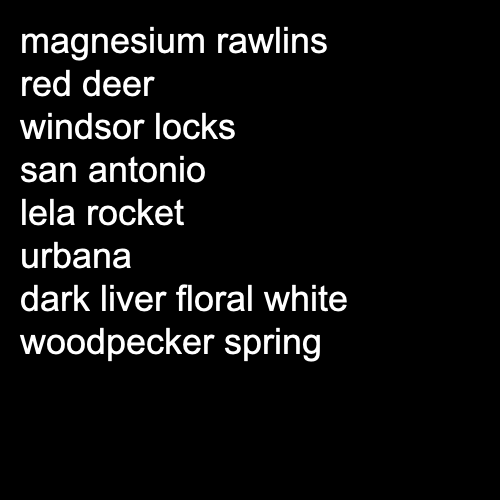 magnesium rawlins
red deer
windsor locks
san antonio
lela rocket
urbana
dark liver floral white
woodpecker spring